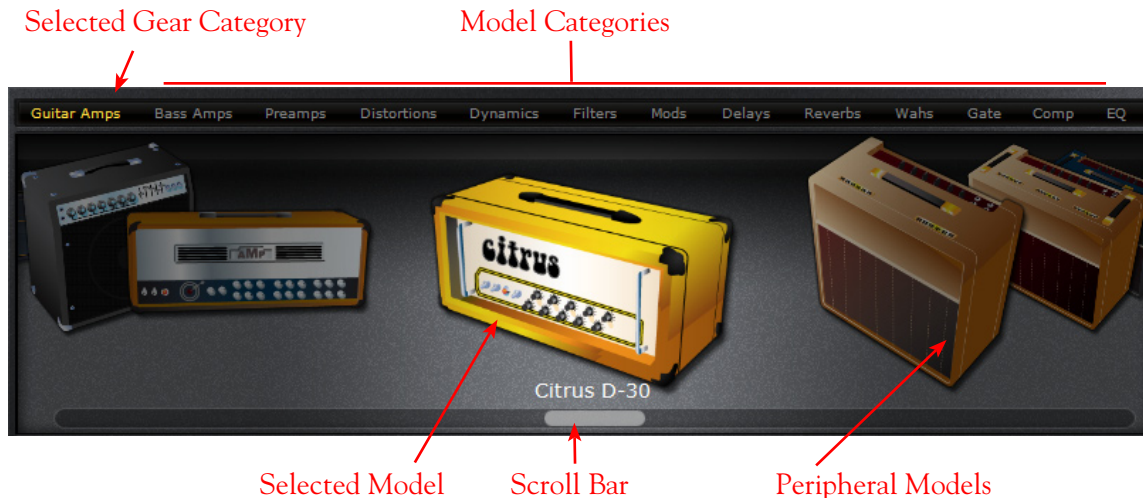 Selected Gear Category
Model Categories
Guitar Amps Bass Amps Preamps Distortions Dynamics Filters Mods Delays Reverbs Wahs Gate Comp EQ
AMP
citrus
Citrus D-30
Selected Model
Scroll Bar
Peripheral Models